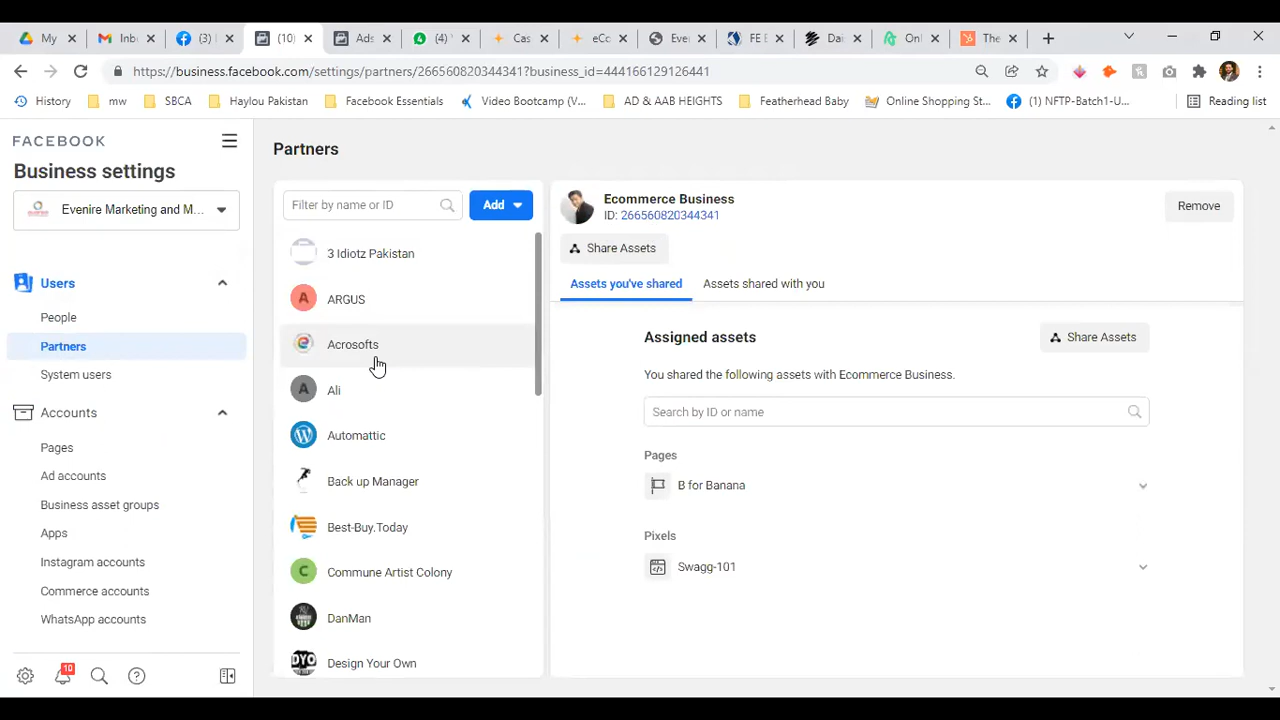 My
Inb
(3)
(10)
Ads
(4)
Cas
eCc
Eve
FE E
Dai
Onl
The
https://business.facebook.com/settings/partners/266560820344341?business_id=444166129126441
History
mw
SBCA
Haylou Pakistan
Facebook Essentials
Video Bootcamp (V...
AD & AAB HEIGHTS
Featherhead Baby
Online Shopping St...
(1) NFTP-Batch1-U...
Reading list
FACEBOOK
Business settings
Evenire Marketing and M...
Users
People
Partners
System users
Accounts
Pages
Ad accounts
Business asset groups
Apps
Instagram accounts
Commerce accounts
WhatsApp accounts
10
Partners
Filter by name or ID
Add
3 Idiotz Pakistan
A ARGUS
Acrosofts
A Ali
Automattic
Back up Manager
Best-Buy.Today
C Commune Artist Colony
DanMan
DYO Design Your Own
Ecommerce Business
ID: 266560820344341
Remove
Share Assets
Assets you've shared
Assets shared with you
Assigned assets
Share Assets
You shared the following assets with Ecommerce Business.
Search by ID or name
Pages
B for Banana
Pixels
Swagg-101